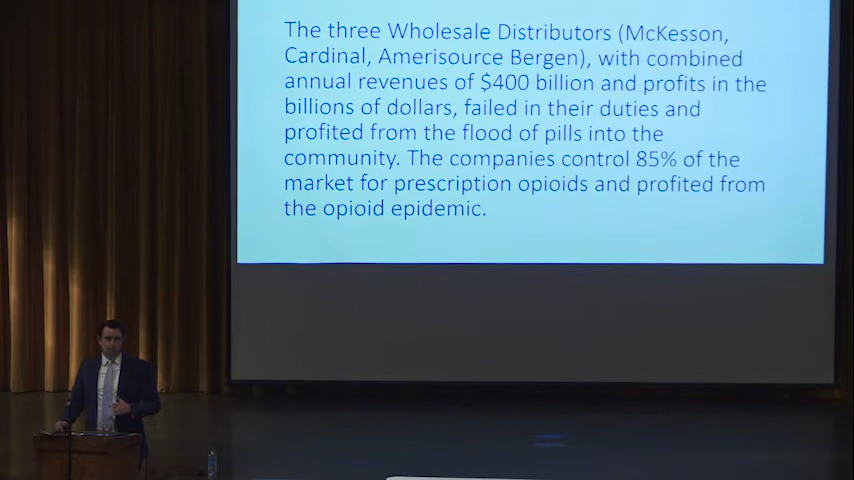 The three Wholesale Distributors (McKesson,
Cardinal, Amerisource Bergen), with combined
annual revenues of $400 billion and profits in the
billions of dollars, failed in their duties and
profited from the flood of pills into the
community. The companies control 85% of the
market for prescription opioids and profited from
the opioid epidemic.